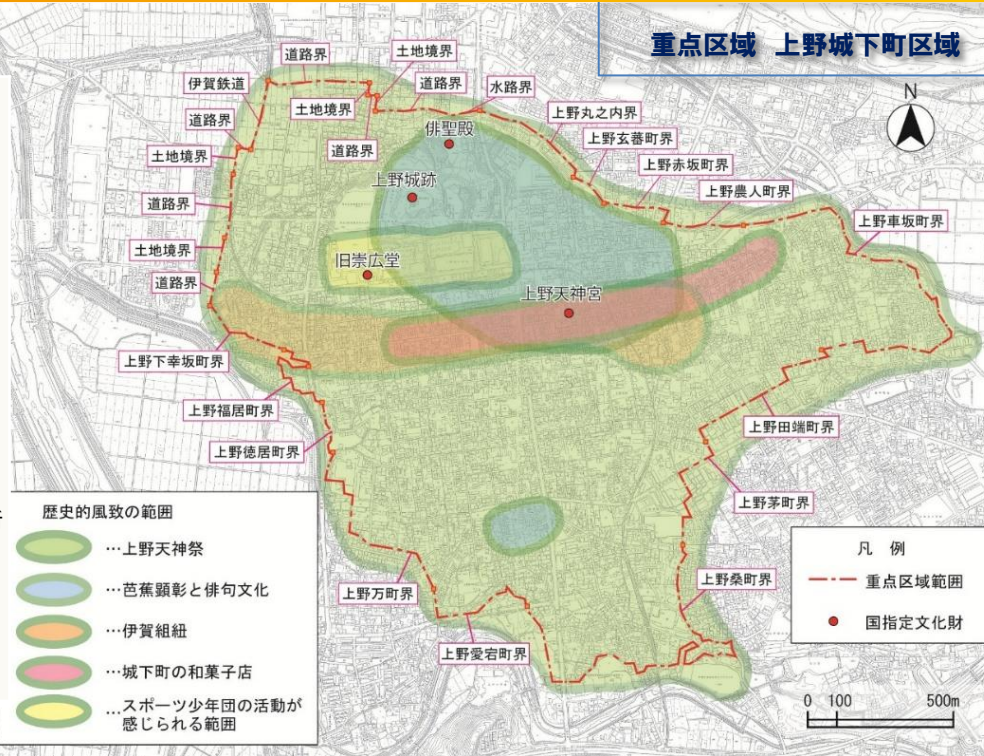 重点区域 上野城下町区域
N
道路界
土地境界
伊賀鉄道
土地境界
道路界
水路界
道路界
道路界
上野丸之内界
俳聖殿
上野玄蕃町界
土地境界
上野赤坂町界
上野城跡
上野農人町界
道路界
上野車坂町界
土地境界
旧崇広堂
道路界
上野天神宮
上野下幸坂町界
上野福居町界
上野田端町界
上野徳居町界
上野茅町界
歴史的風致の範囲
…上野天神祭
…芭蕉顕彰と俳句文化
…伊賀組紐
…城下町の和菓子店
…スポーツ少年団の活動が
感じられる範囲
上野万町界
上野桑町界
上野愛宕町界
凡 例
重点区域範囲
国指定文化財
0 100 500m